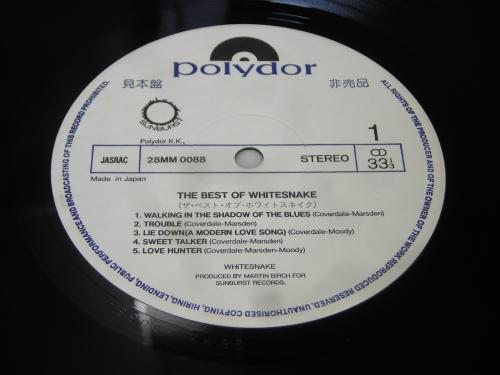 polydor
見本盤 非売品
SUNBURST
Polydor K.K.
1
JASRAC 28MM 0088 STEREO 33⅓
Made in Japan
THE BEST OF WHITESNAKE
(ザ・ベスト・オブ・ホワイトスネイク)
1. WALKING IN THE SHADOW OF THE BLUES (Coverdale-Marsden)
2. TROUBLE (Coverdale-Marsden)
3. LIE DOWN(A MODERN LOVE SONG) (Coverdale-Moody)
4. SWEET TALKER (Coverdale-Marsden)
5. LOVE HUNTER (Coverdale-Marsden-Moody)
WHITESNAKE
PRODUCED BY MARTIN BIRCH FOR
SUNBURST RECORDS.
ALL RIGHTS OF THE PRODUCER AND OF THE OWNER OF THE WORK REPRODUCED RESERVED. UNAUTHORISED COPYING, HIRING, LENDING, PUBLIC PERFORMANCE AND BROADCASTING OF THIS RECORD PROHIBITED.